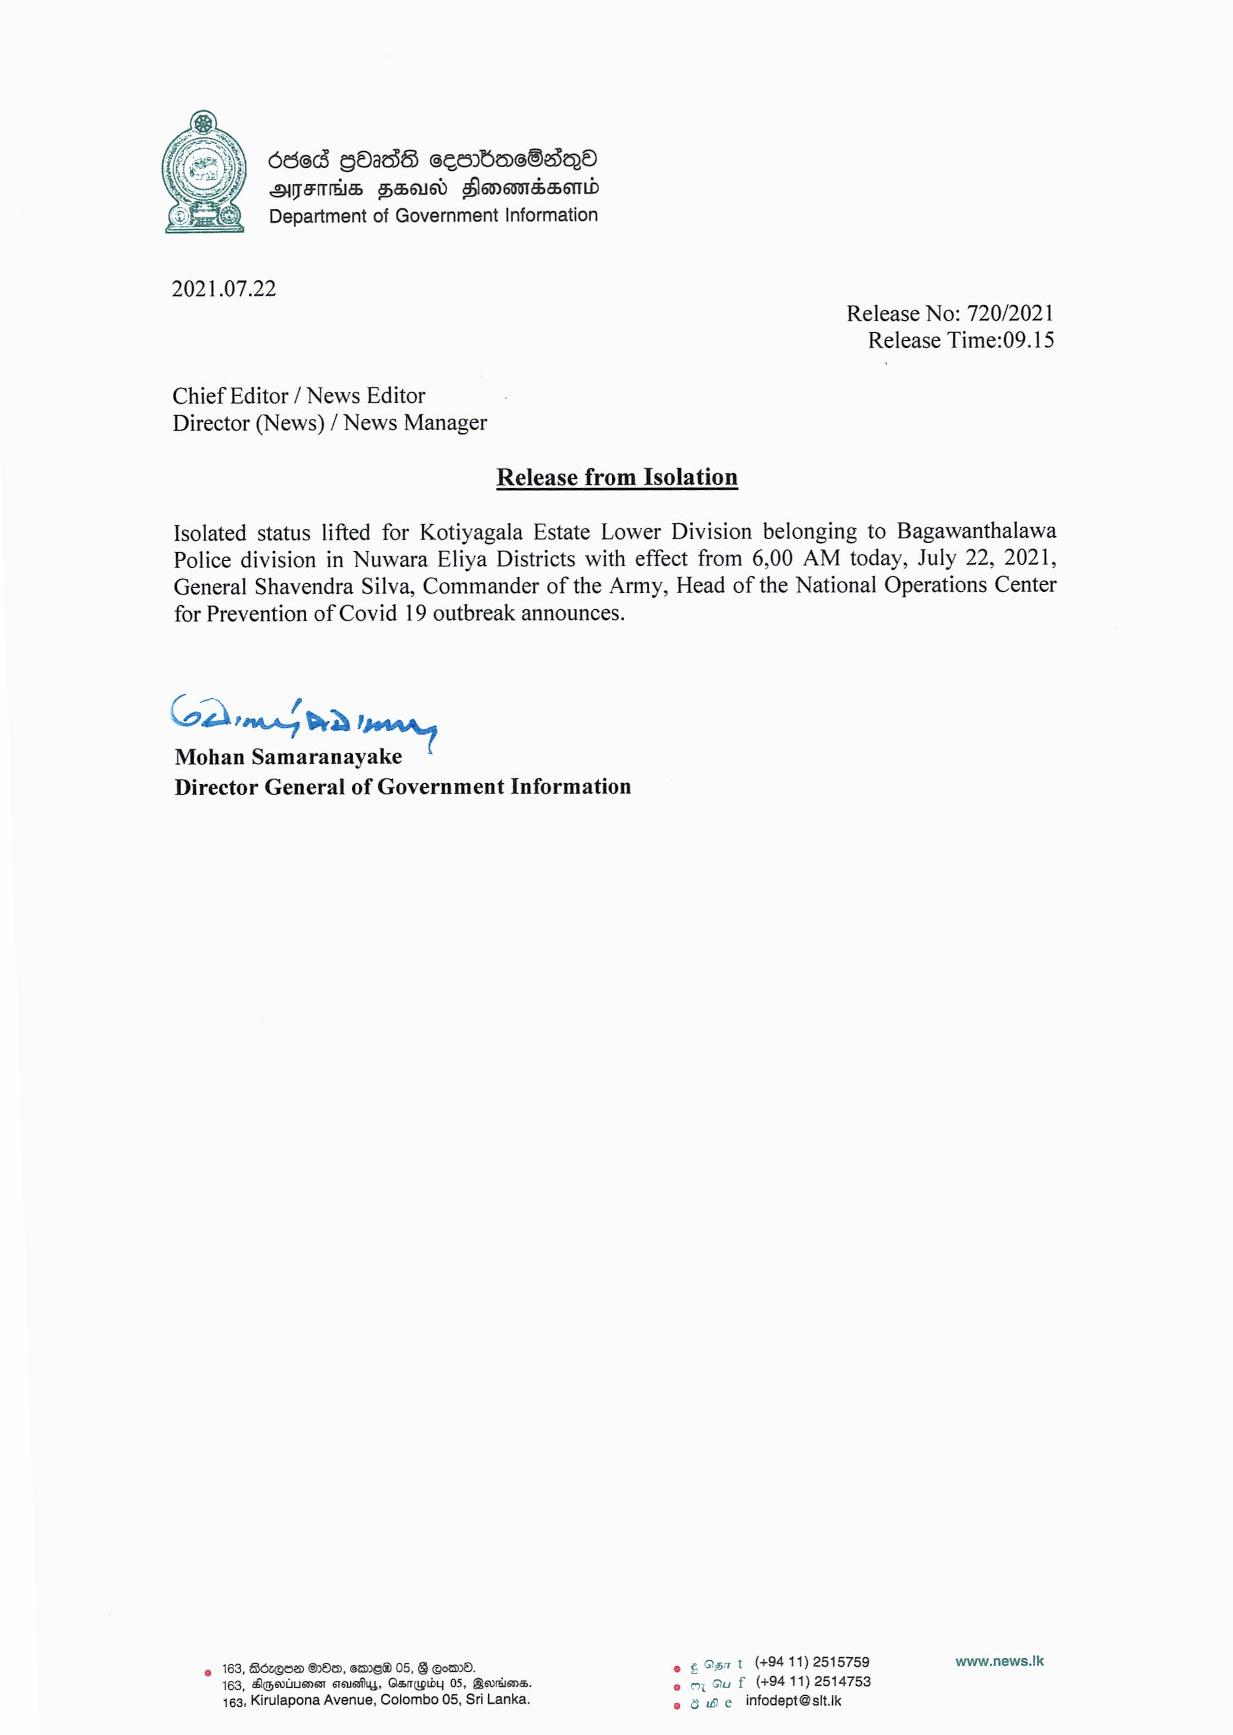 රජයේ ප්‍රවෘත්ති දෙපාර්තමේන්තුව
அரசாங்க தகவல் திணைக்களம்
Department of Government Information
2021.07.22
Release No: 720/2021
Release Time:09.15
Chief Editor / News Editor
Director (News) / News Manager
Release from Isolation
Isolated status lifted for Kotiyagala Estate Lower Division belonging to Bagawanthalawa
Police division in Nuwara Eliya Districts with effect from 6,00 AM today, July 22, 2021,
General Shavendra Silva, Commander of the Army, Head of the National Operations Center
for Prevention of Covid 19 outbreak announces.
Mohan Samaranayake
Director General of Government Information
163, කිරුලපන මාවත, කොළඹ 05, ශ්‍රී ලංකාව.
163, கிருலப்பனை எவனியூ, கொழும்பு 05, இலங்கை.
163, Kirulapona Avenue, Colombo 05, Sri Lanka.
දු தொ t (+94 11) 2515759
ෆැ பெ f (+94 11) 2514753
ඊ மி e infodept@slt.lk
www.news.lk